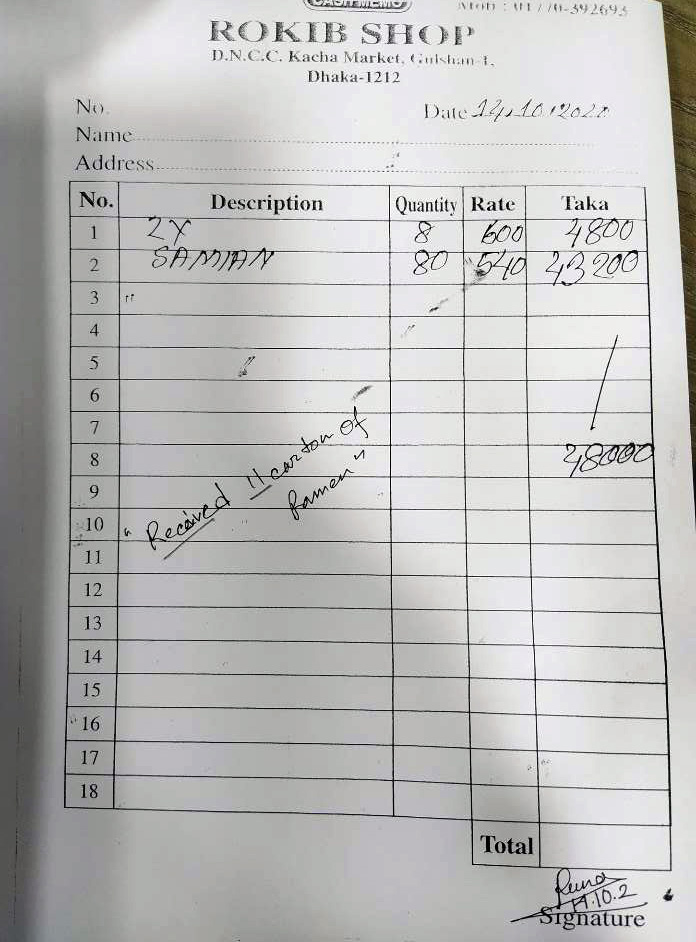 CASH MEMO
Mob : 01770-392693
ROKIB SHOP
D.N.C.C. Kacha Market, Gulshan-1,
Dhaka-1212
No.
Date 14.10.2020
Name
Address
No. Description Quantity Rate Taka
1 2X 8 600 4800
2 SAMIAN 80 540 43200
3 "
4
5
6
7
8 48000
9
10
"Received 11 carton of
Ramen"
11
12
13
14
15
16
17
18
Total
14.10.2
Signature